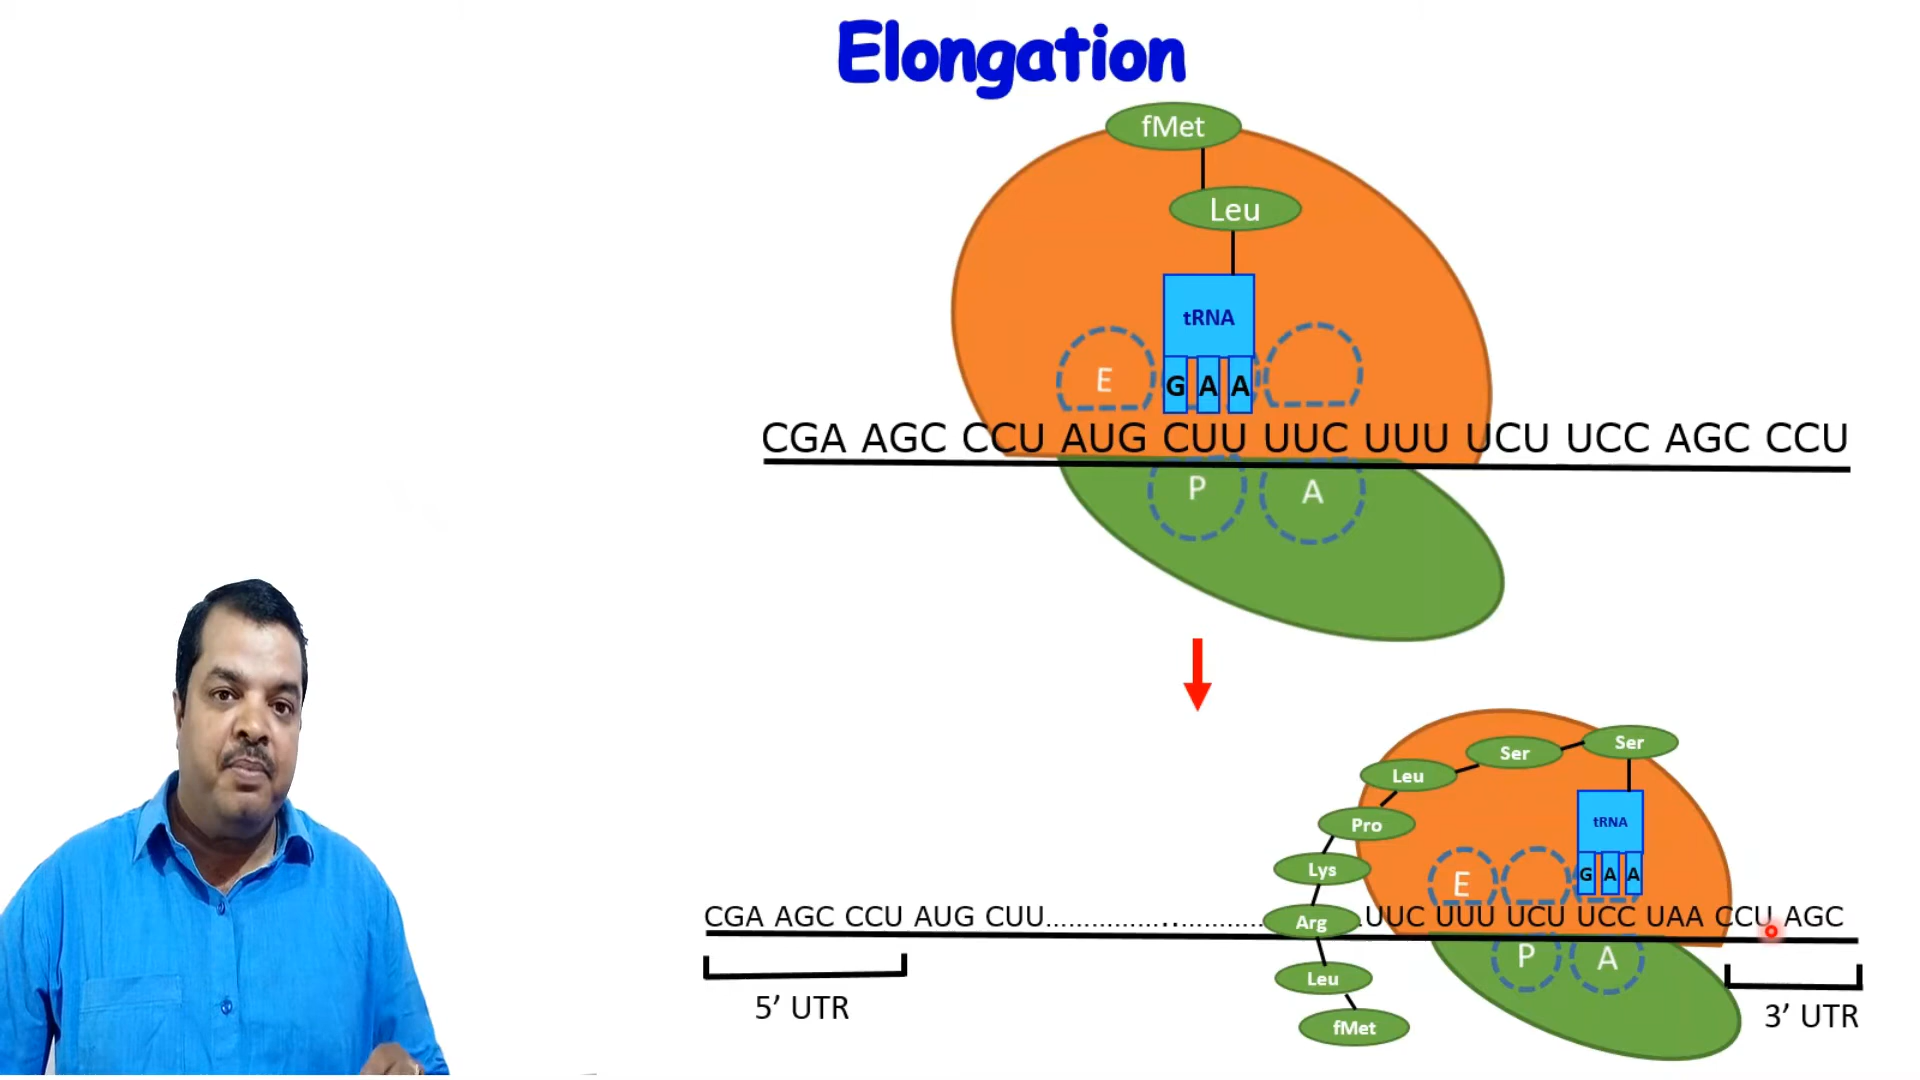 Elongation
fMet
Leu
tRNA
E
G A A
CGA AGC CCU AUG CUU UUC UUU UCU UCC AGC CCU
P A
Ser Ser
Leu
Pro
tRNA
Lys
E
G A A
CGA AGC CCU AUG CUU............................ Arg .UUC UUU UCU UCC UAA CCU AGC
P A
Leu
5’ UTR
3’ UTR
fMet